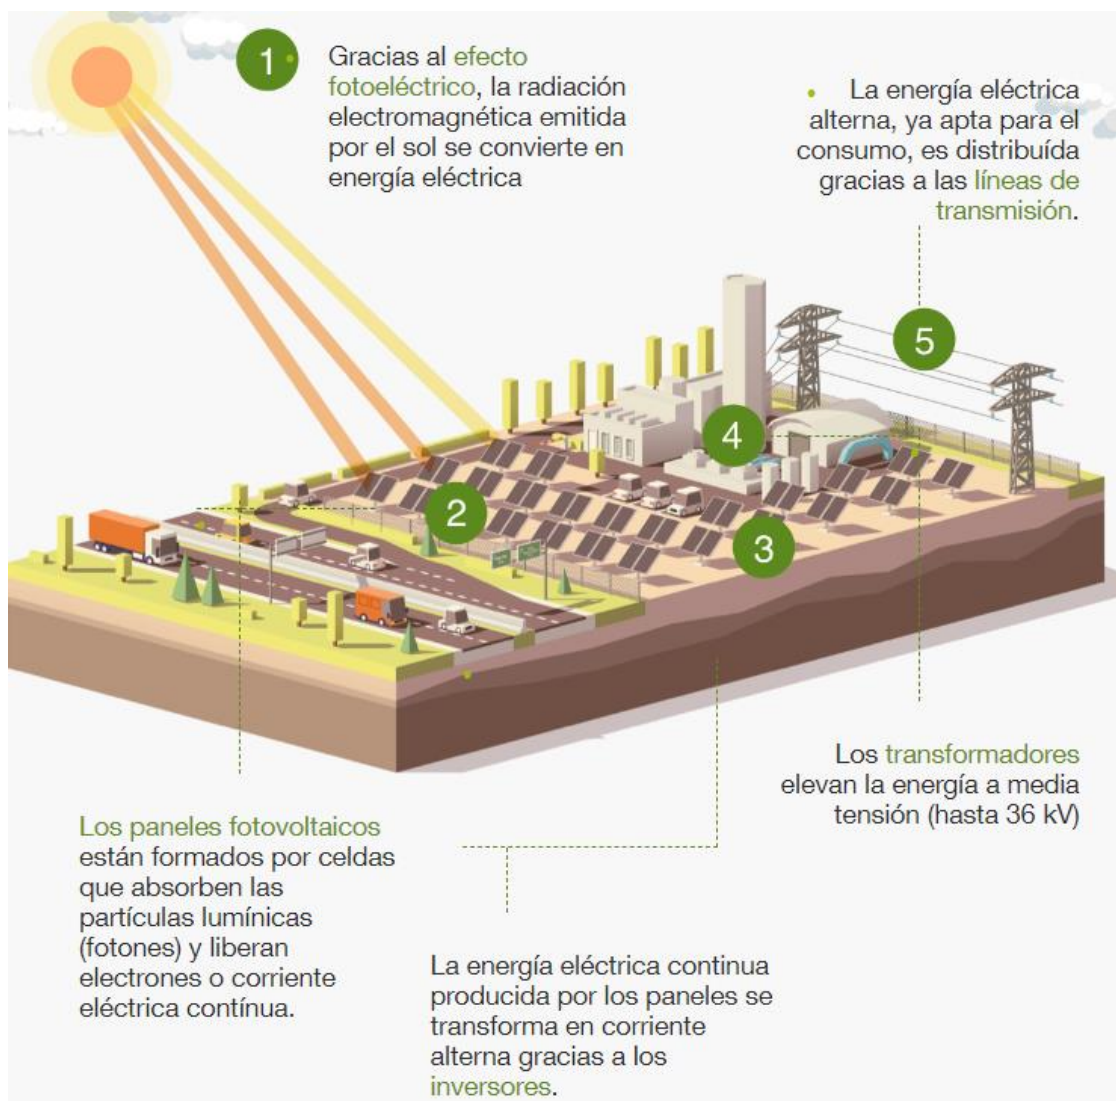 1
Gracias al efecto
fotoeléctrico, la radiación
electromagnética emitida
por el sol se convierte en
energía eléctrica
La energía eléctrica
alterna, ya apta para el
consumo, es distribuída
gracias a las líneas de
transmisión.
5
4
2
3
Los transformadores
elevan la energía a media
tensión (hasta 36 kV)
Los paneles fotovoltaicos
están formados por celdas
que absorben las
partículas lumínicas
(fotones) y liberan
electrones o corriente
eléctrica contínua.
La energía eléctrica continua
producida por los paneles se
transforma en corriente
alterna gracias a los
inversores.